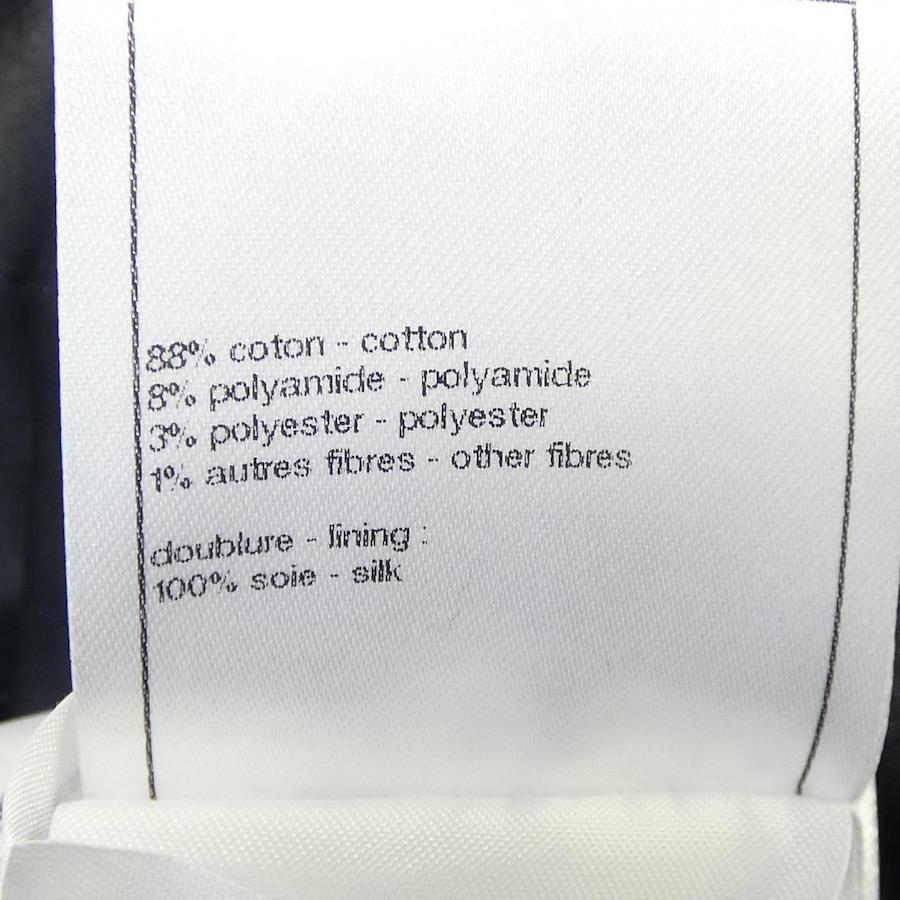 88% coton - cotton
8% polyamide - polyamide
3% polyester - polyester
1% autres fibres - other fibres
doublure - lining :
100% soie - silk